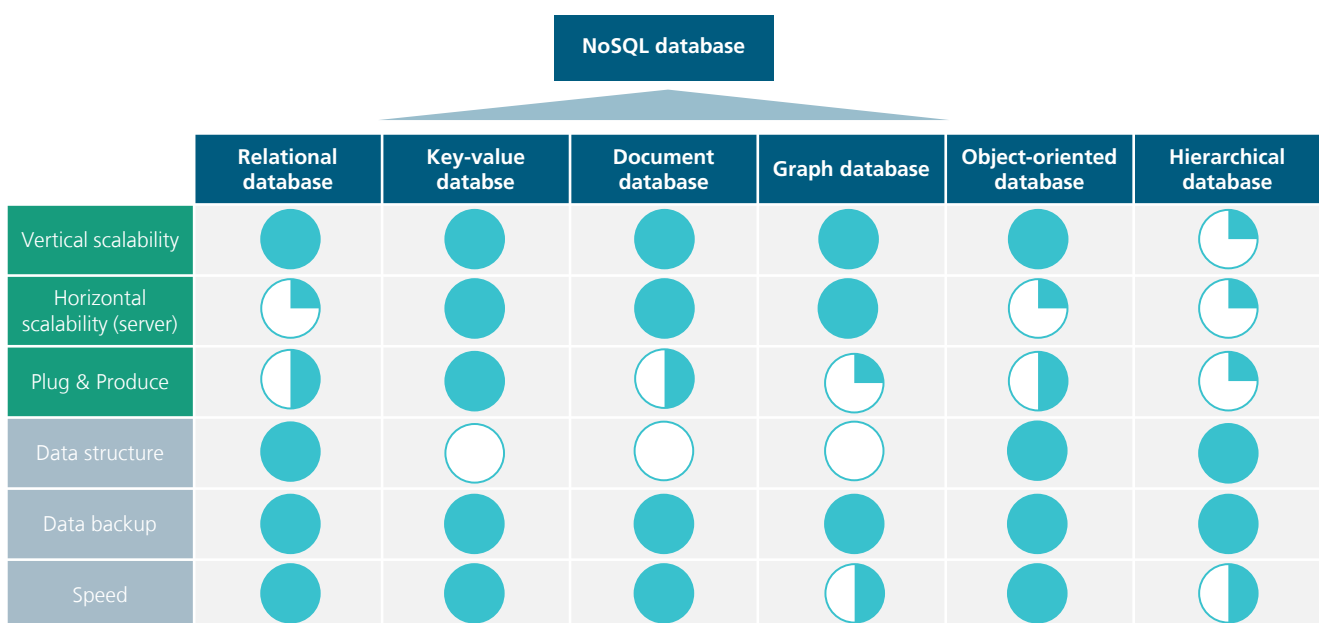 NoSQL database
Relational
database
Key-value
databse
Document
database
Graph database
Object-oriented
database
Hierarchical
database
Vertical scalability
Horizontal
scalability (server)
Plug & Produce
Data structure
Data backup
Speed